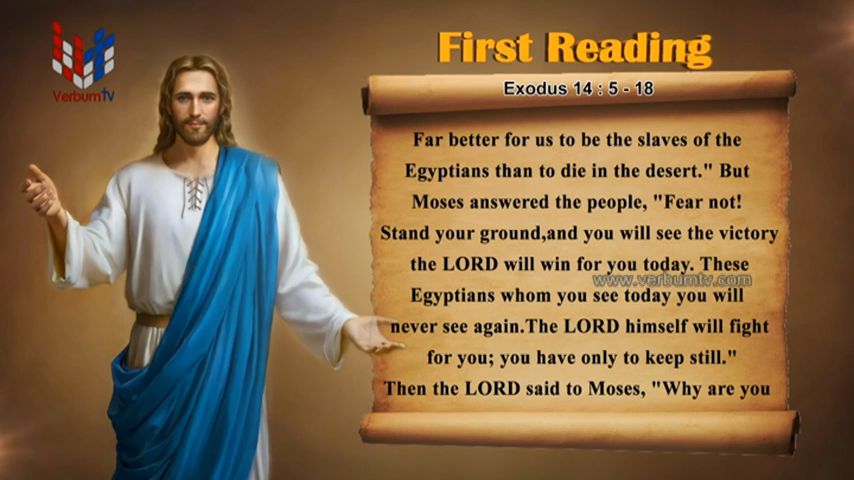 VerbumTV
First Reading
Exodus 14 : 5 - 18
Far better for us to be the slaves of the
Egyptians than to die in the desert." But
Moses answered the people, "Fear not!
Stand your ground,and you will see the victory
the LORD will win for you today. These
www.verbumtv.com
Egyptians whom you see today you will
never see again.The LORD himself will fight
for you; you have only to keep still."
Then the LORD said to Moses, "Why are you